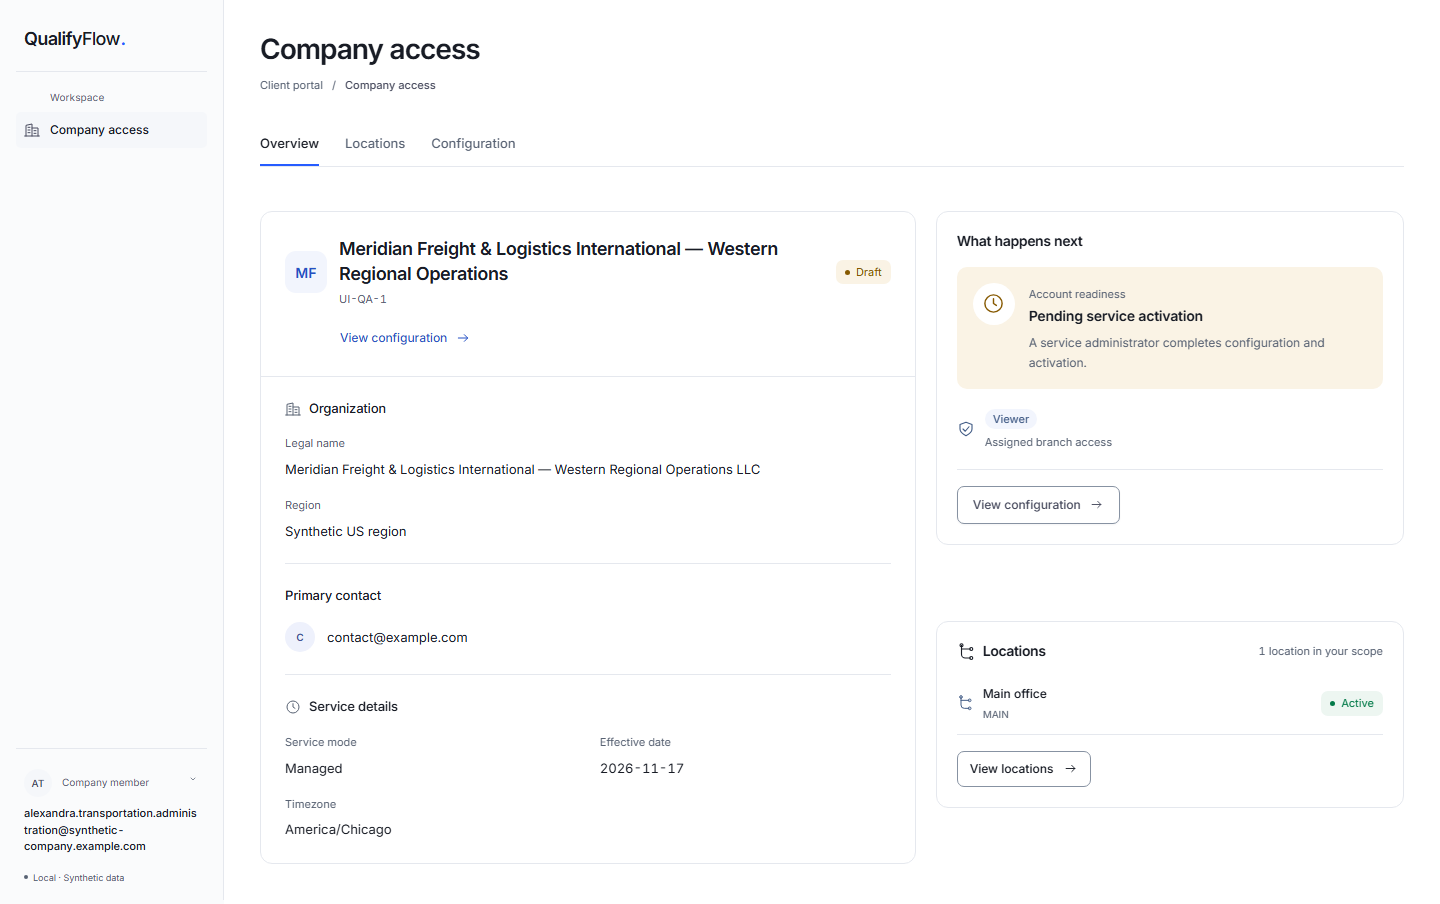 QualifyFlow.
Workspace
Company access
AT
Company member
alexandra.transportation.adminis
tration@synthetic-
company.example.com
Local · Synthetic data
Company access
Client portal / Company access
Overview
Locations
Configuration
MF
Meridian Freight & Logistics International — Western
Regional Operations
UI-QA-1
Draft
View configuration →
Organization
Legal name
Meridian Freight & Logistics International — Western Regional Operations LLC
Region
Synthetic US region
Primary contact
C
contact@example.com
Service details
Service mode
Managed
Effective date
2026-11-17
Timezone
America/Chicago
What happens next
Account readiness
Pending service activation
A service administrator completes configuration and
activation.
Viewer
Assigned branch access
View configuration →
Locations
1 location in your scope
Main office
MAIN
Active
View locations →